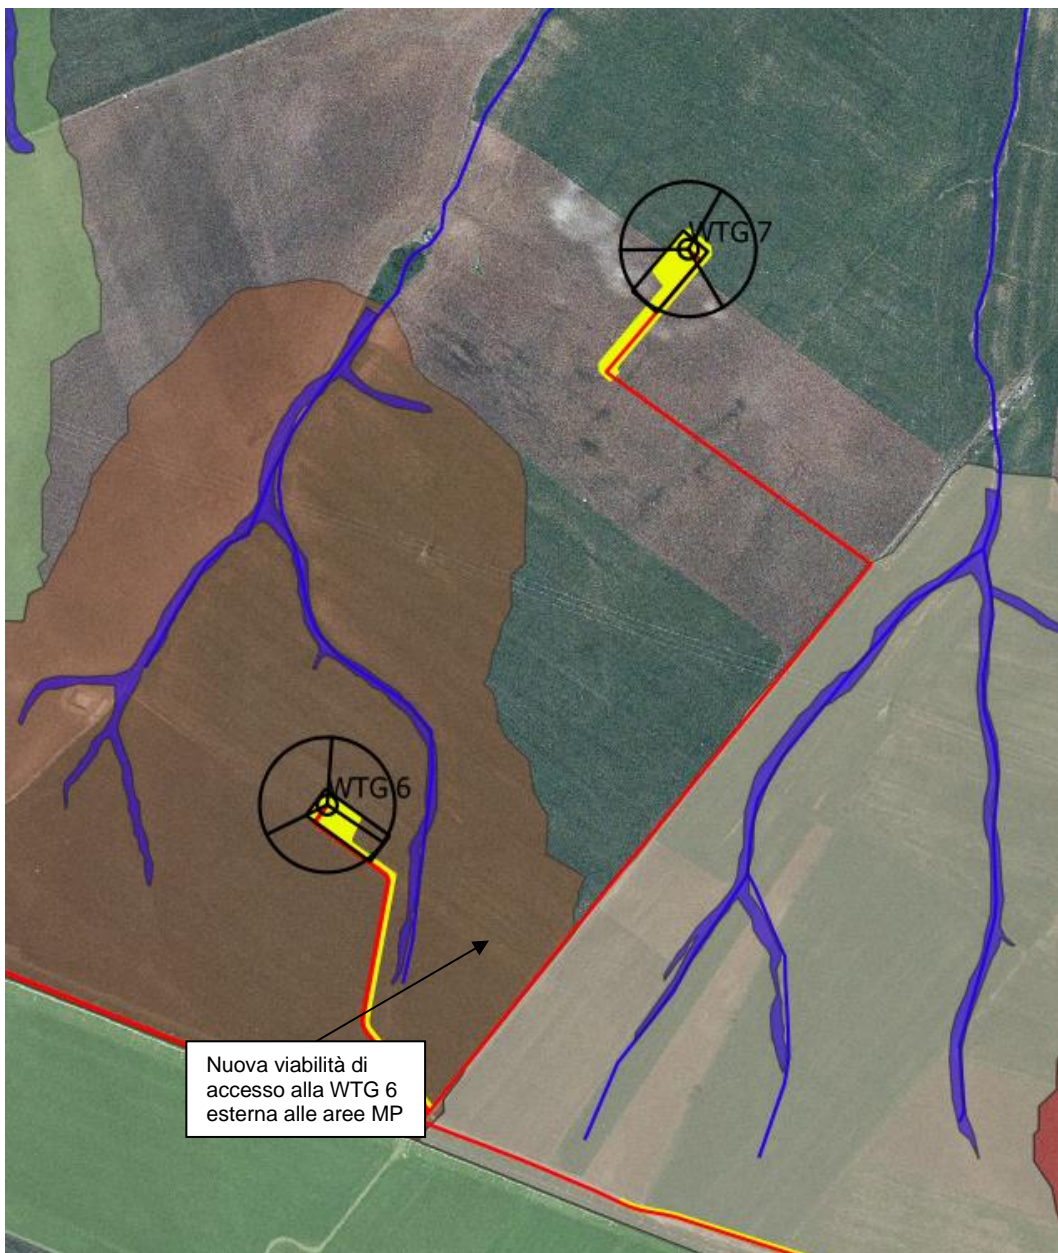 WTG 7
WTG 6
Nuova viabilità di
accesso alla WTG 6
esterna alle aree MP